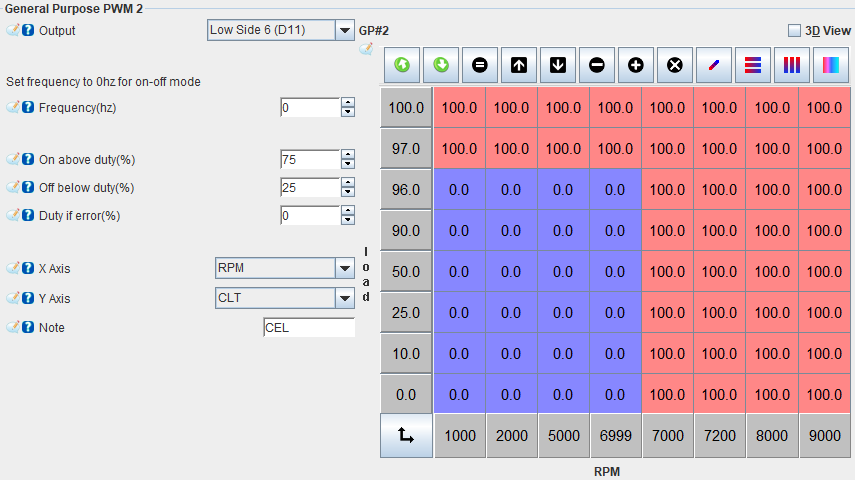 General Purpose PWM 2
Output
Low Side 6 (D11)
GP#2
3D View
Set frequency to 0hz for on-off mode
Frequency(hz)
0
On above duty(%)
75
Off below duty(%)
25
Duty if error(%)
0
X Axis
RPM
Y Axis
CLT
Note
CEL
load
100.0 100.0 100.0 100.0 100.0 100.0 100.0 100.0 100.0
97.0 100.0 100.0 100.0 100.0 100.0 100.0 100.0 100.0
96.0 0.0 0.0 0.0 0.0 100.0 100.0 100.0 100.0
90.0 0.0 0.0 0.0 0.0 100.0 100.0 100.0 100.0
50.0 0.0 0.0 0.0 0.0 100.0 100.0 100.0 100.0
25.0 0.0 0.0 0.0 0.0 100.0 100.0 100.0 100.0
10.0 0.0 0.0 0.0 0.0 100.0 100.0 100.0 100.0
0.0 0.0 0.0 0.0 0.0 100.0 100.0 100.0 100.0
1000 2000 5000 6999 7000 7200 8000 9000
RPM